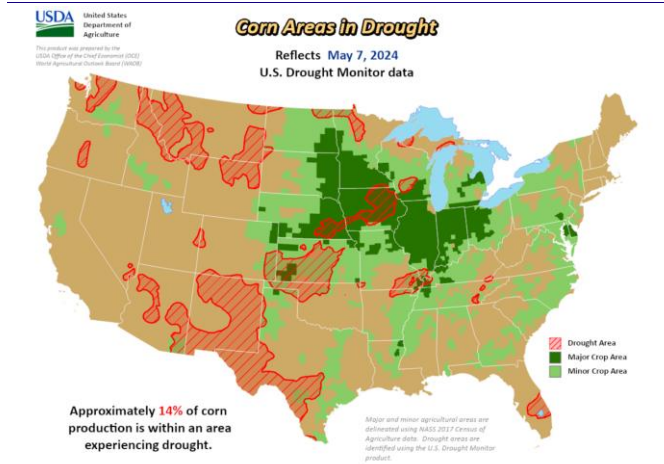 USDA
United States
Department of
Agriculture
This product was prepared by the
USDA Office of the Chief Economist (OCE)
World Agricultural Outlook Board (WAOB)
Corn Areas in Drought
Reflects May 7, 2024
U.S. Drought Monitor data
Drought Area
Major Crop Area
Minor Crop Area
Approximately 14% of corn
production is within an area
experiencing drought.
Major and minor agricultural areas are
delineated using NASS 2017 Census of
Agriculture data. Drought areas are
identified using the U.S. Drought Monitor
product.